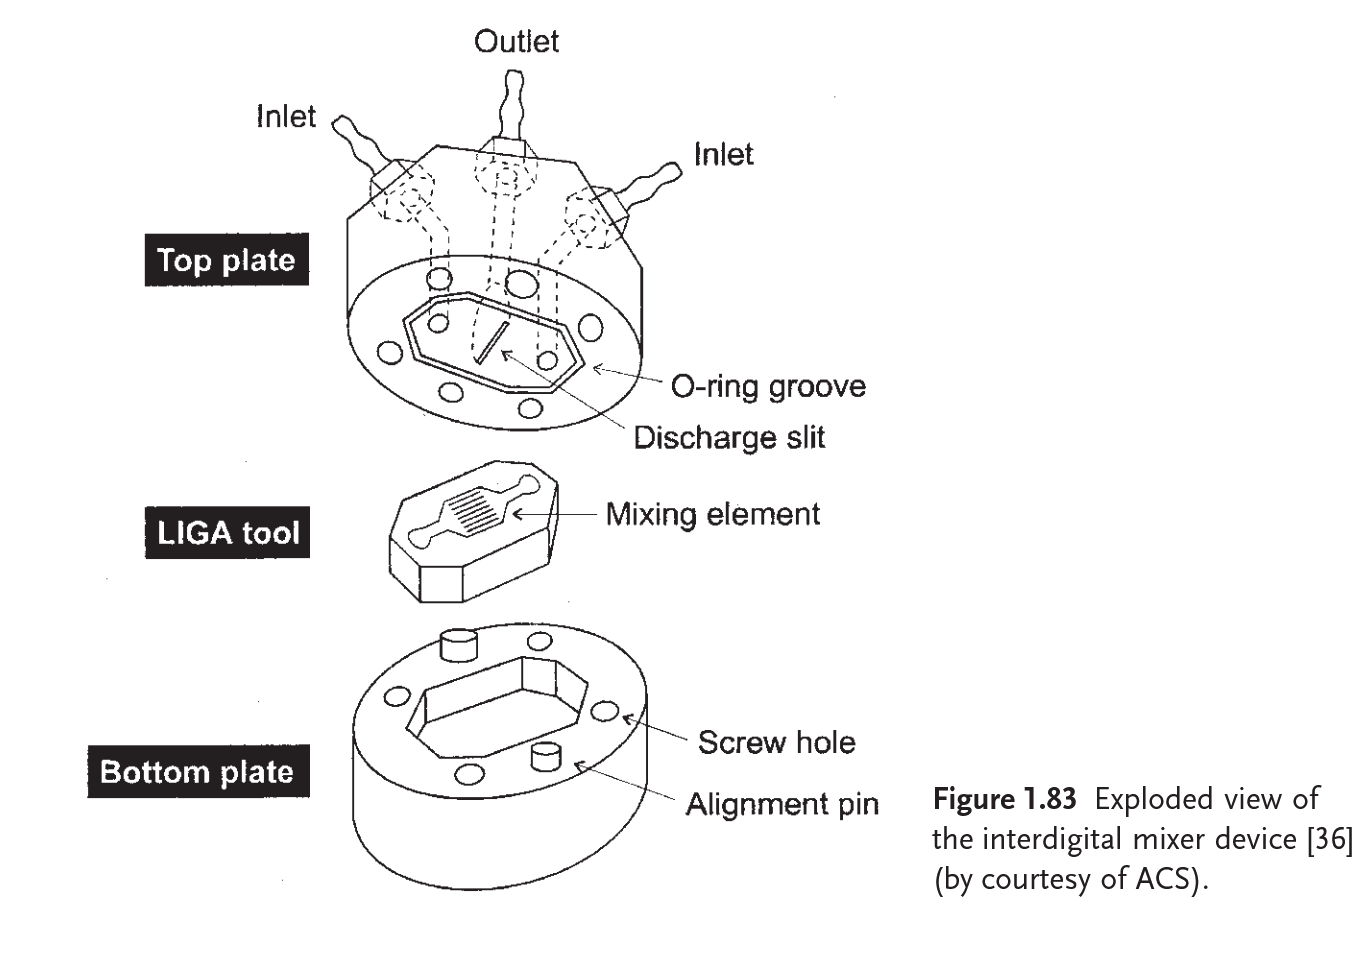 Outlet
Inlet
Inlet
Top plate
O-ring groove
Discharge slit
LIGA tool
Mixing element
Screw hole
Bottom plate
Alignment pin
Figure 1.83 Exploded view of
the interdigital mixer device [36]
(by courtesy of ACS).